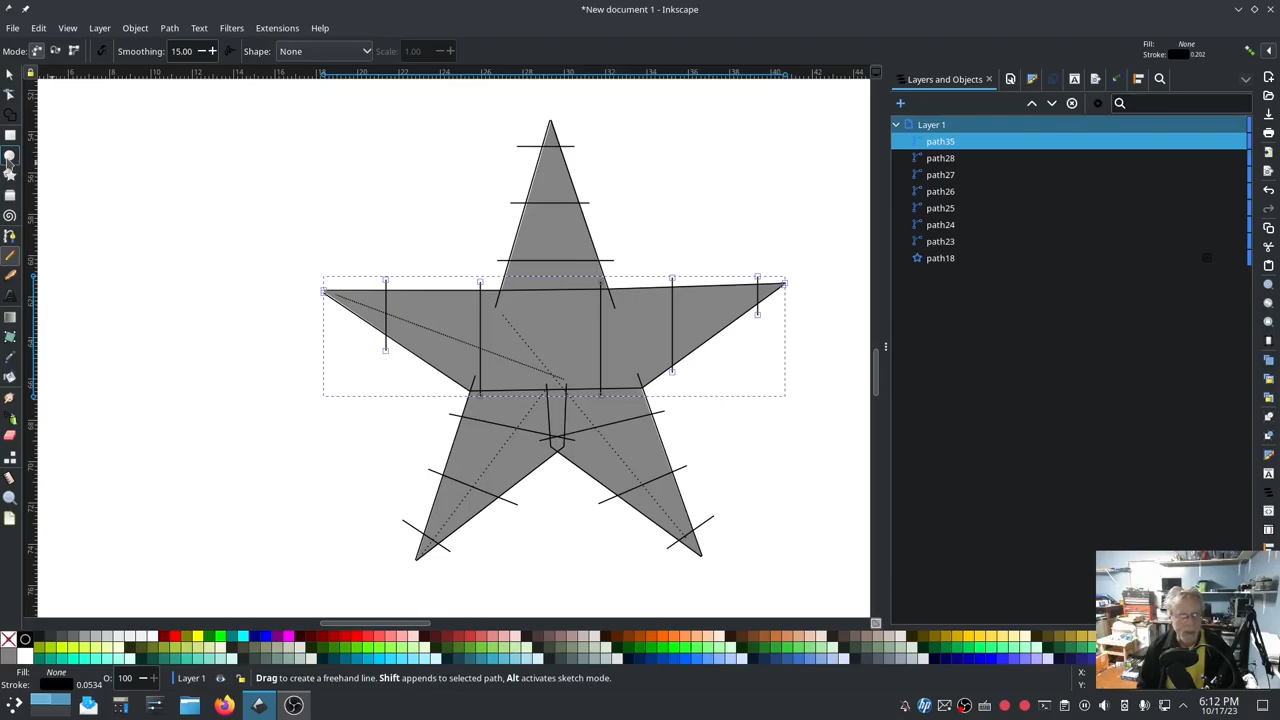 *New document 1 - Inkscape
File Edit View Layer Object Path Text Filters Extensions Help
Mode: Smoothing: 15.00 Shape: None Scale: 1.00
Fill: None
Stroke: 0.202
Layers and Objects
Layer 1
path35
path28
path27
path26
path25
path24
path23
path18
Fill: None
Stroke: 0.0534
O: 100
Layer 1
Drag to create a freehand line. Shift appends to selected path, Alt activates sketch mode.
X:
Y:
6:12 PM
10/17/23